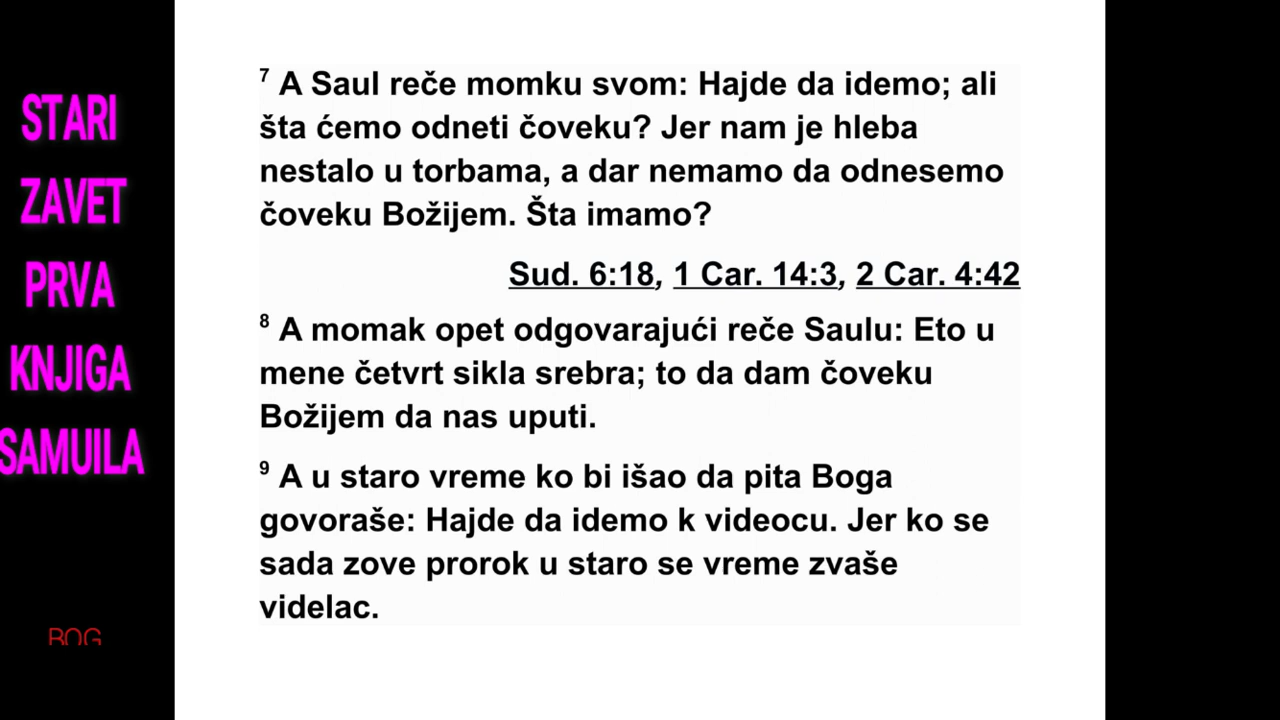 STARI
ZAVET
PRVA
KNJIGA
SAMUILA
BOG
7 A Saul reče momku svom: Hajde da idemo; ali
šta ćemo odneti čoveku? Jer nam je hleba
nestalo u torbama, a dar nemamo da odnesemo
čoveku Božijem. Šta imamo?
Sud. 6:18, 1 Car. 14:3, 2 Car. 4:42
8 A momak opet odgovarajući reče Saulu: Eto u
mene četvrt sikla srebra; to da dam čoveku
Božijem da nas uputi.
9 A u staro vreme ko bi išao da pita Boga
govoraše: Hajde da idemo k videocu. Jer ko se
sada zove prorok u staro se vreme zvaše
videlac.